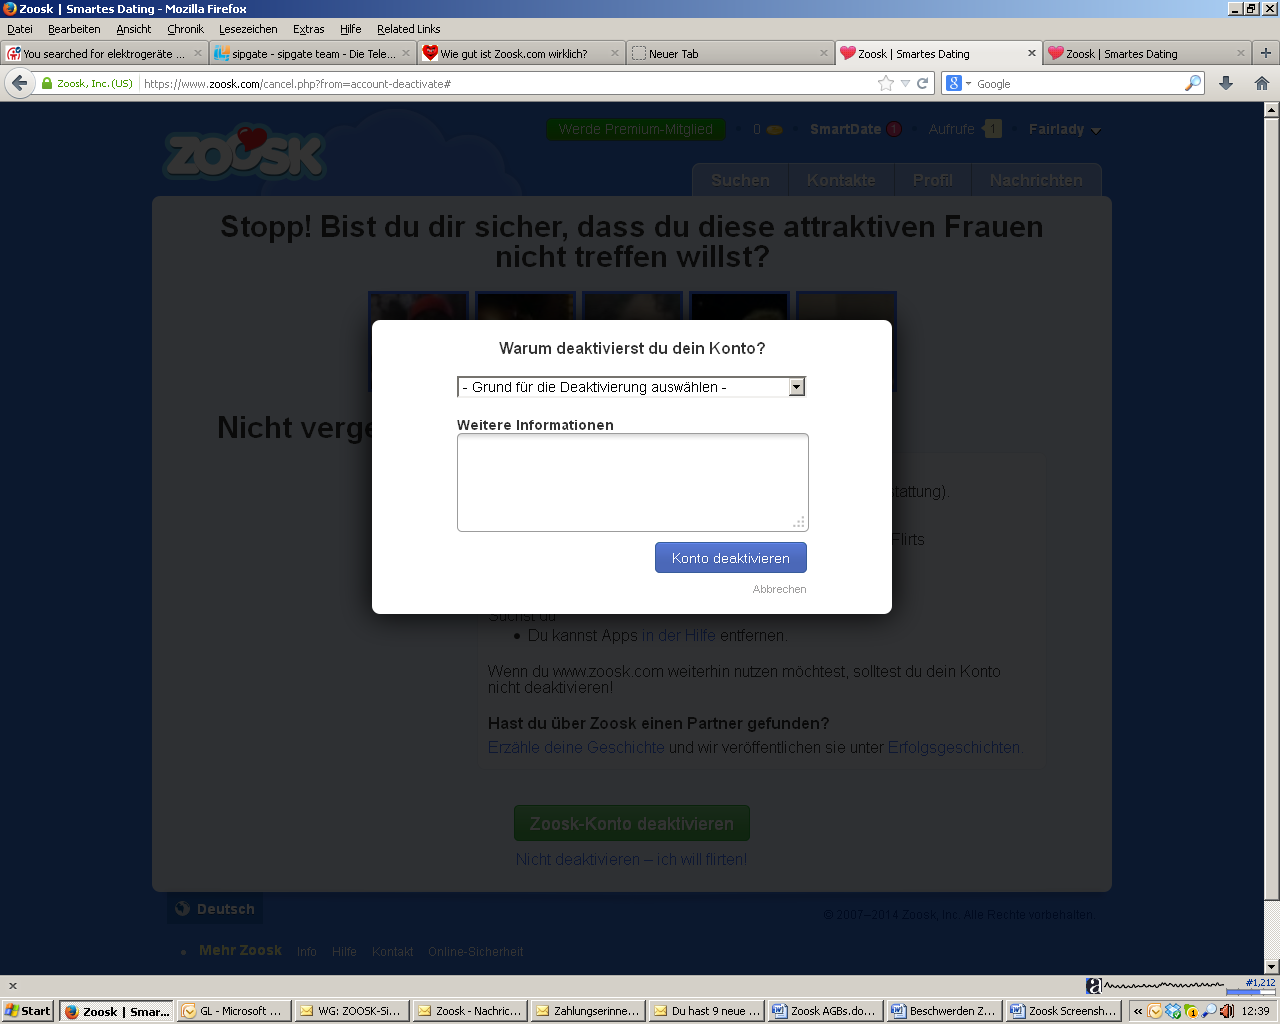 Zoosk | Smartes Dating - Mozilla Firefox
Datei Bearbeiten Ansicht Chronik Lesezeichen Extras Hilfe Related Links
You searched for elektrogeräte
sipgate - sipgate team - Die Tele...
Wie gut ist Zoosk.com wirklich?
Neuer Tab
Zoosk | Smartes Dating
Zoosk | Smartes Dating
Zoosk, Inc. (US) https://www.zoosk.com/cancel.php?from=account-deactivate#
Google
zoosk
Werde Premium-Mitglied 0 SmartDate 1 Aufrufe 1 Fairlady
Suchen Kontakte Profil Nachrichten
Stopp! Bist du dir sicher, dass du diese attraktiven Frauen
nicht treffen willst?
Warum deaktivierst du dein Konto?
- Grund für die Deaktivierung auswählen -
Nicht verge
Weitere Informationen
tattung).
Flirts
Konto deaktivieren
Abbrechen
Suchst du
Du kannst Apps in der Hilfe entfernen.
Wenn du www.zoosk.com weiterhin nutzen möchtest, solltest du dein Konto
nicht deaktivieren!
Hast du über Zoosk einen Partner gefunden?
Erzähle deine Geschichte und wir veröffentlichen sie unter Erfolgsgeschichten.
Zoosk-Konto deaktivieren
Nicht deaktivieren – ich will flirten!
Deutsch
© 2007–2014 Zoosk, Inc. Alle Rechte vorbehalten.
Mehr Zoosk Info Hilfe Kontakt Online-Sicherheit
#1,212
Start
Zoosk | Smar...
GL - Microsoft ...
WG: ZOOSK-Si...
Zoosk - Nachric...
Zahlungserinne...
Du hast 9 neue ...
Zoosk AGBs.do...
Beschwerden Z...
Zoosk Screensh...
12:39